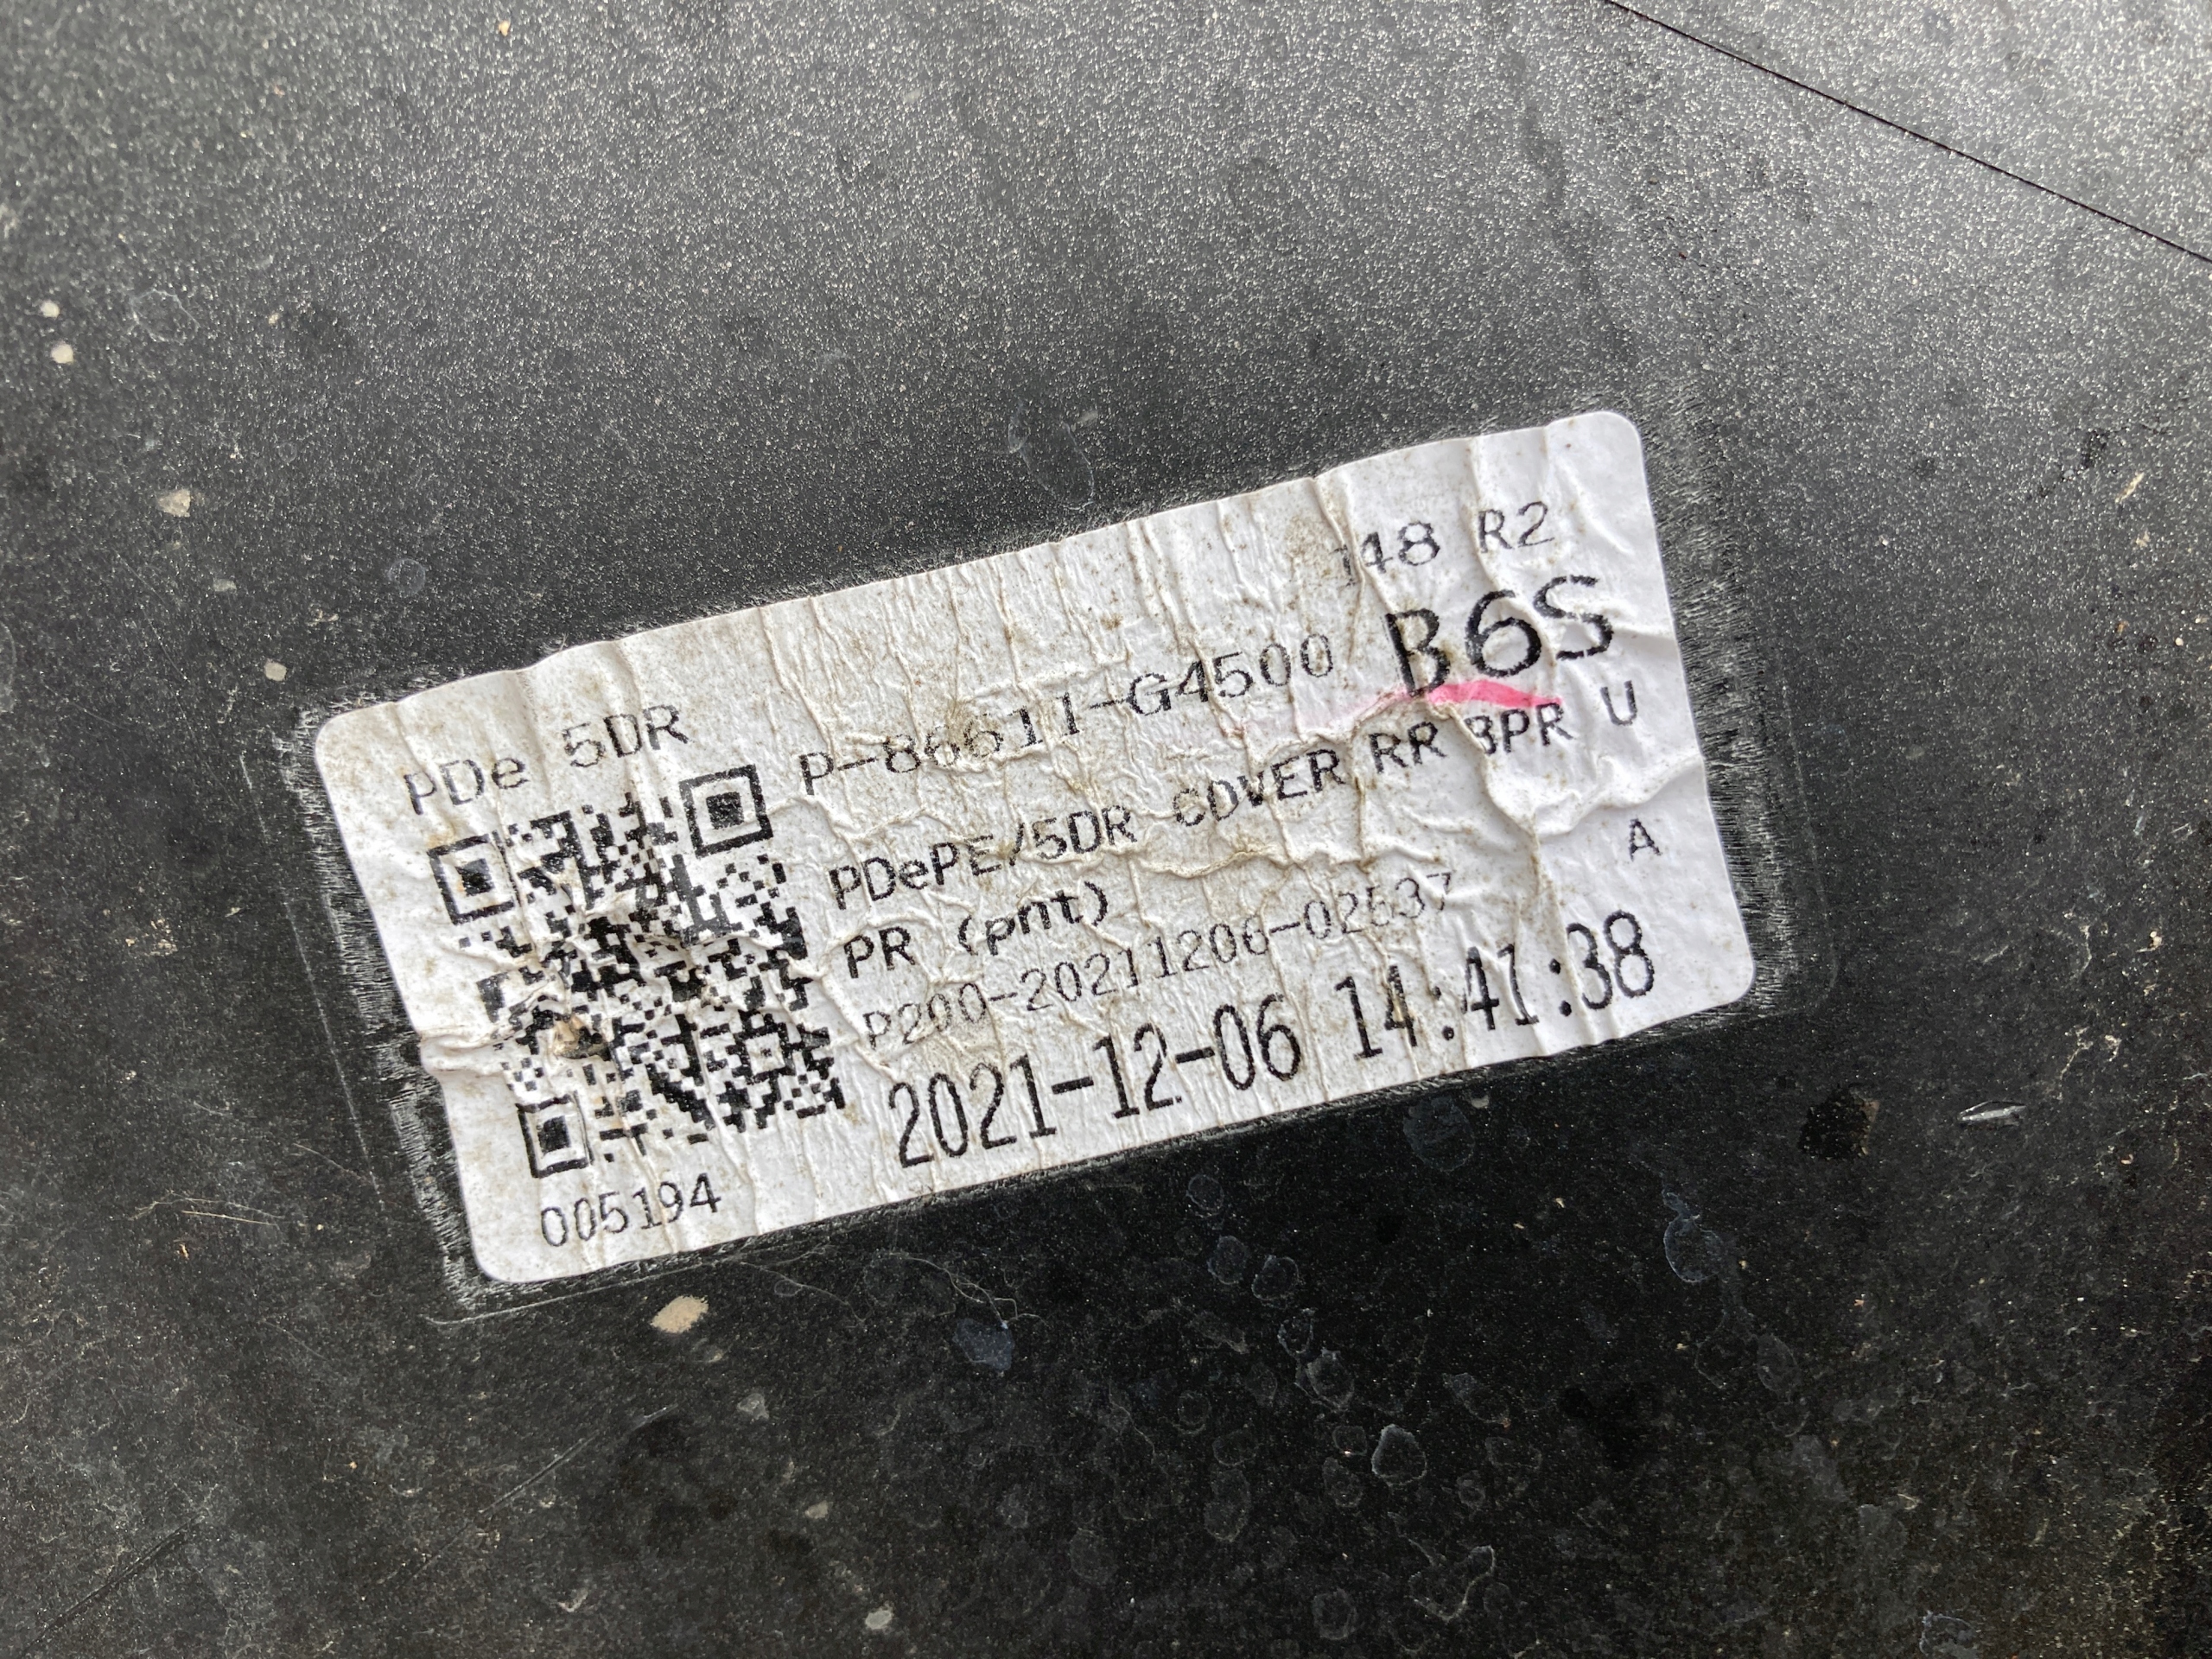 148 R2
PDe 5DR P-86611-G4500 B6S
PDePE/5DR COVER RR BPR U
PR (pnt) A
P200-20211206-02537
2021-12-06 14:41:38
005194